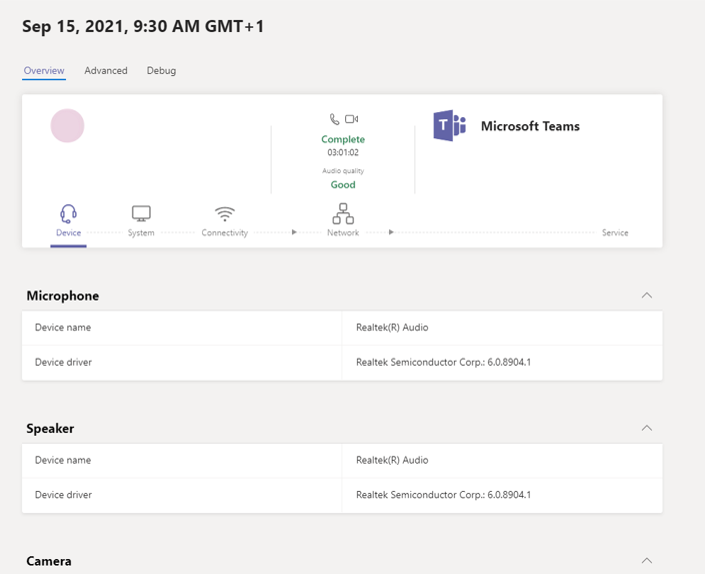 Sep 15, 2021, 9:30 AM GMT+1
Overview Advanced Debug
Complete
03:01:02
Audio quality
Good
T Microsoft Teams
Device System Connectivity Network Service
Microphone
Device name Realtek(R) Audio
Device driver Realtek Semiconductor Corp.: 6.0.8904.1
Speaker
Device name Realtek(R) Audio
Device driver Realtek Semiconductor Corp.: 6.0.8904.1
Camera